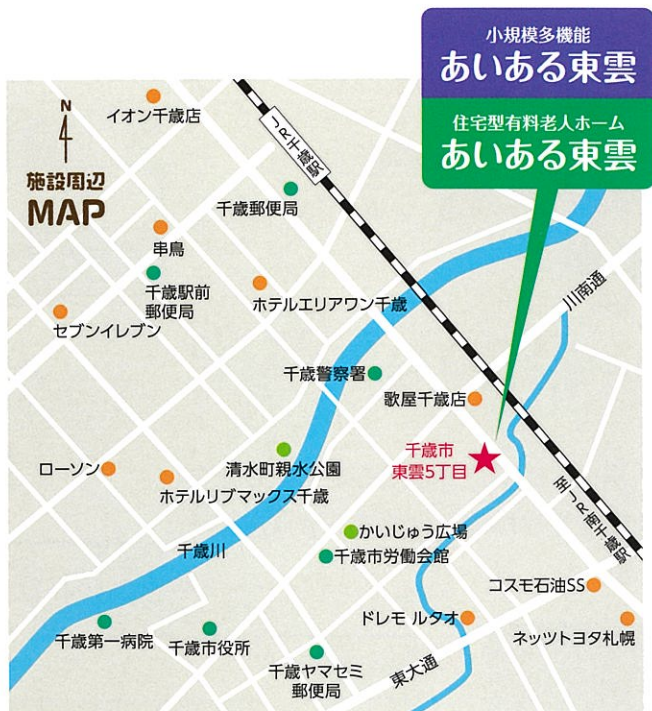 小規模多機能
あいある東雲
住宅型有料老人ホーム
あいある東雲
N
施設周辺
MAP
イオン千歳店
JR千歳駅
千歳郵便局
串鳥
千歳駅前
郵便局
ホテルエリアワン千歳
セブンイレブン
川南通
千歳警察署
歌屋千歳店
千歳市
東雲5丁目
清水町親水公園
ローソン
ホテルリブマックス千歳
至JR南千歳駅
かいじゅう広場
千歳川
千歳市労働会館
コスモ石油SS
ドレモ ルタオ
ネッツトヨタ札幌
千歳第一病院
千歳市役所
千歳ヤマセミ
郵便局
東大通